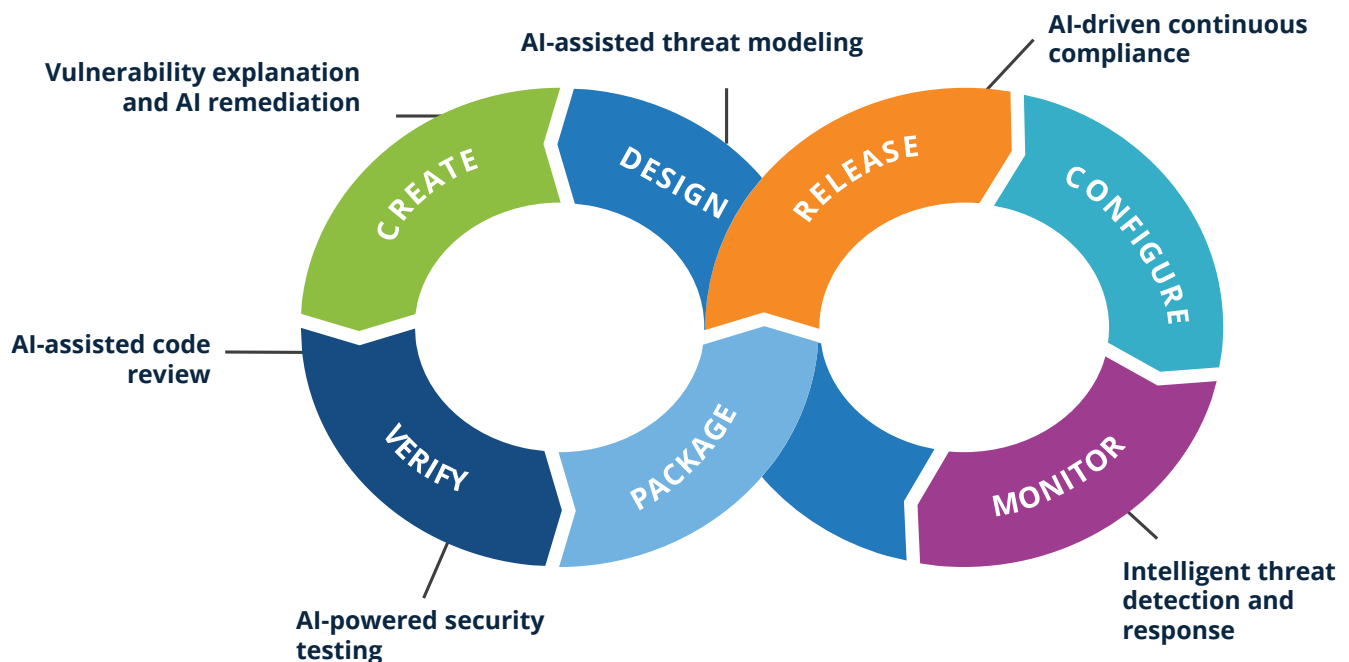 AI-driven continuous
compliance
AI-assisted threat modeling
Vulnerability explanation
and AI remediation
CREATE
DESIGN
RELEASE
CONFIGURE
AI-assisted code
review
VERIFY
PACKAGE
MONITOR
Intelligent threat
detection and
response
AI-powered security
testing